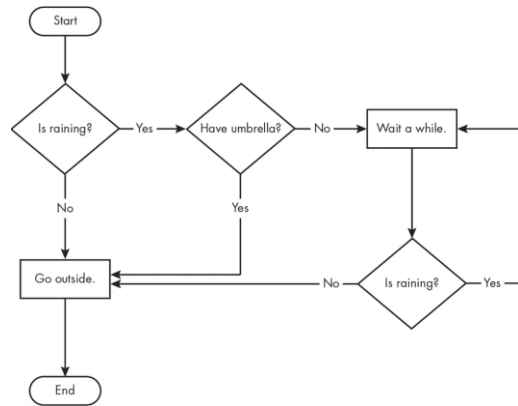 Start
Is raining?
Yes
Have umbrella?
No
Wait a while.
No
Yes
Go outside.
No
Is raining?
Yes
End